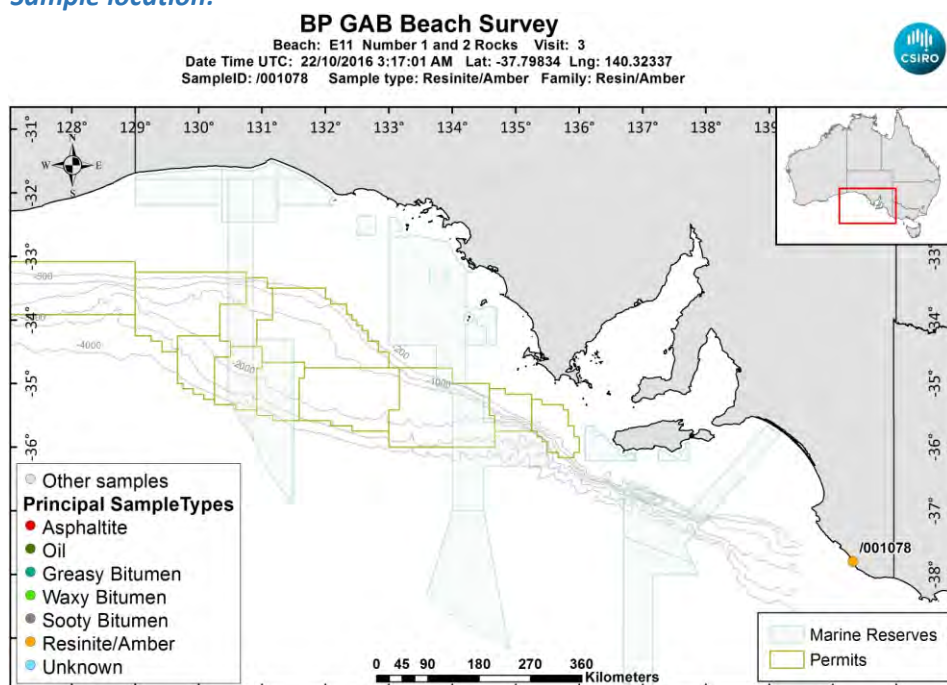 Sample location:
BP GAB Beach Survey
Beach: E11 Number 1 and 2 Rocks Visit: 3
Date Time UTC: 22/10/2016 3:17:01 AM Lat: -37.79834 Lng: 140.32337
SampleID: /001078 Sample type: Resinite/Amber Family: Resin/Amber
CSIRO
128° 129° 130° 131° 132° 133° 134° 135° 136° 137° 138° 139
-31° -31°
N
W E
S
-32°
-33°
-34° -34°
-35° -35°
-36° -36°
-37°
-38°
-200
-1000
-2000
-4000
/001078
Other samples
Principal SampleTypes
Asphaltite
Oil
Greasy Bitumen
Waxy Bitumen
Sooty Bitumen
Resinite/Amber
Unknown
0 45 90 180 270 360
Kilometers
Marine Reserves
Permits